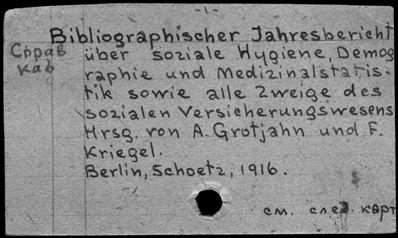 -1-
Bibliographischer Jahresbericht
Справ
каб
über soziale Hygiene, Demog
raphie und Medizinalstatis-
tik sowie alle Zweige des
sozialen Versicherungswesens
Hrsg. von A. Grotjahn und F.
Kriegel.
Berlin, Schoetz, 1916.
см. след. карт